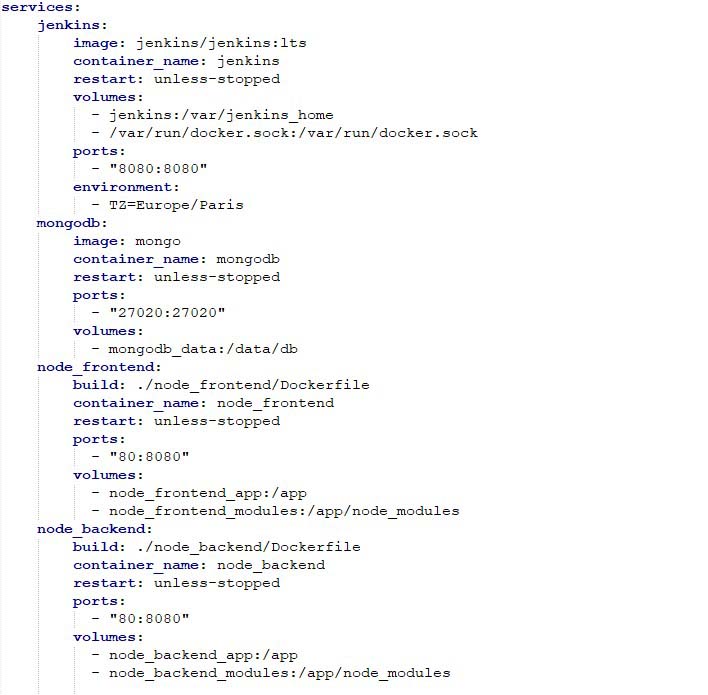 services:
jenkins:
image: jenkins/jenkins:lts
container_name: jenkins
restart: unless-stopped
volumes:
- jenkins:/var/jenkins_home
- /var/run/docker.sock:/var/run/docker.sock
ports:
- "8080:8080"
environment:
- TZ=Europe/Paris
mongodb:
image: mongo
container_name: mongodb
restart: unless-stopped
ports:
- "27020:27020"
volumes:
- mongodb_data:/data/db
node_frontend:
build: ./node_frontend/Dockerfile
container_name: node_frontend
restart: unless-stopped
ports:
- "80:8080"
volumes:
- node_frontend_app:/app
- node_frontend_modules:/app/node_modules
node_backend:
build: ./node_backend/Dockerfile
container_name: node_backend
restart: unless-stopped
ports:
- "80:8080"
volumes:
- node_backend_app:/app
- node_backend_modules:/app/node_modules